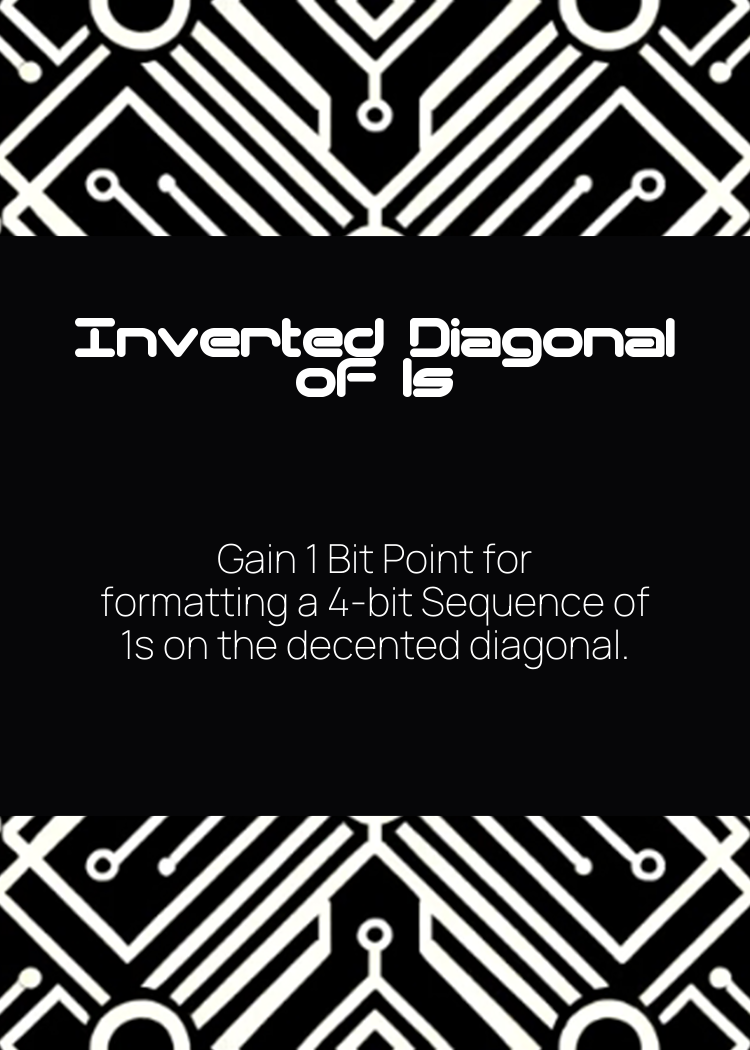 Inverted Diagonal
of 1s
Gain 1 Bit Point for
formatting a 4-bit Sequence of
1s on the decented diagonal.